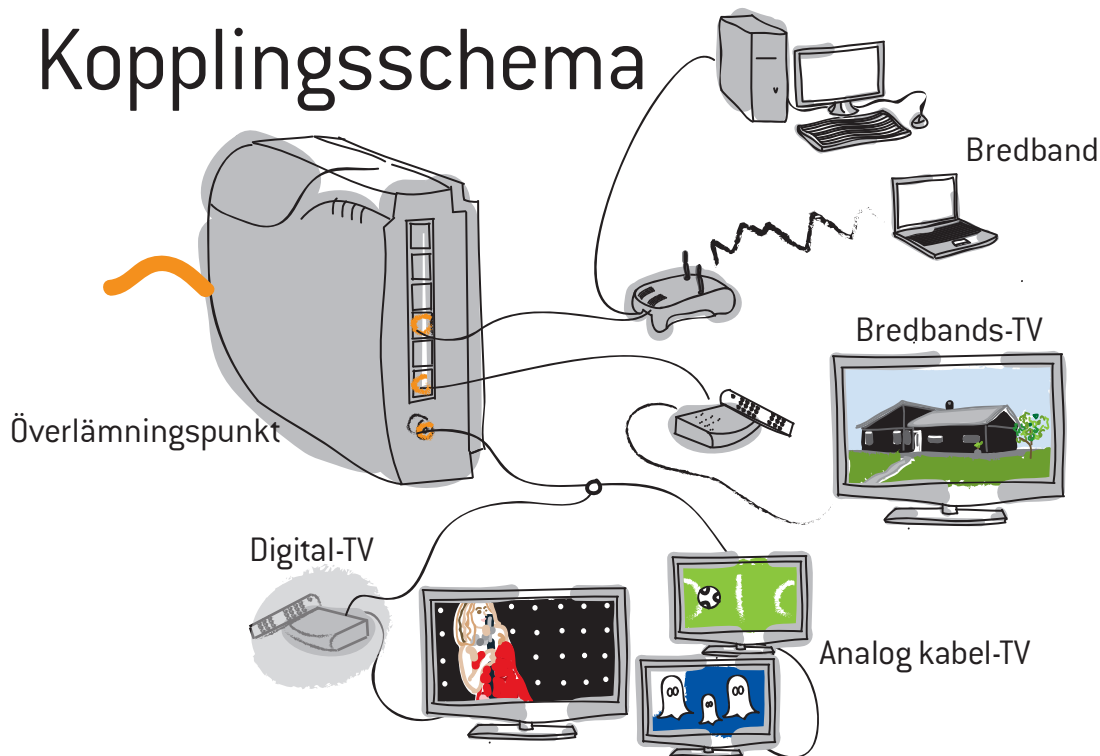 Kopplingsschema
Bredband
Bredbands-TV
Överlämningspunkt
Digital-TV
Analog kabel-TV